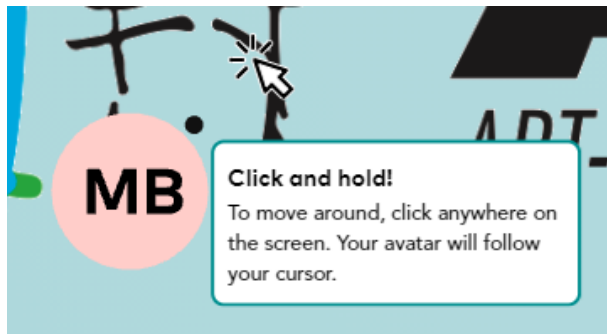 MB
Click and hold!
To move around, click anywhere on
the screen. Your avatar will follow
your cursor.